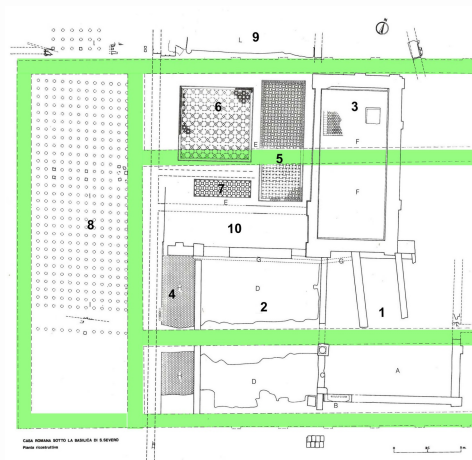 L
9
6
3
E
F
5
7
F
E
8
10
G
G
4
D
2
1
A
D
C
B
CASA ROMANA SOTTO LA BASILICA DI S.SEVERO
Pianta ricostruttiva